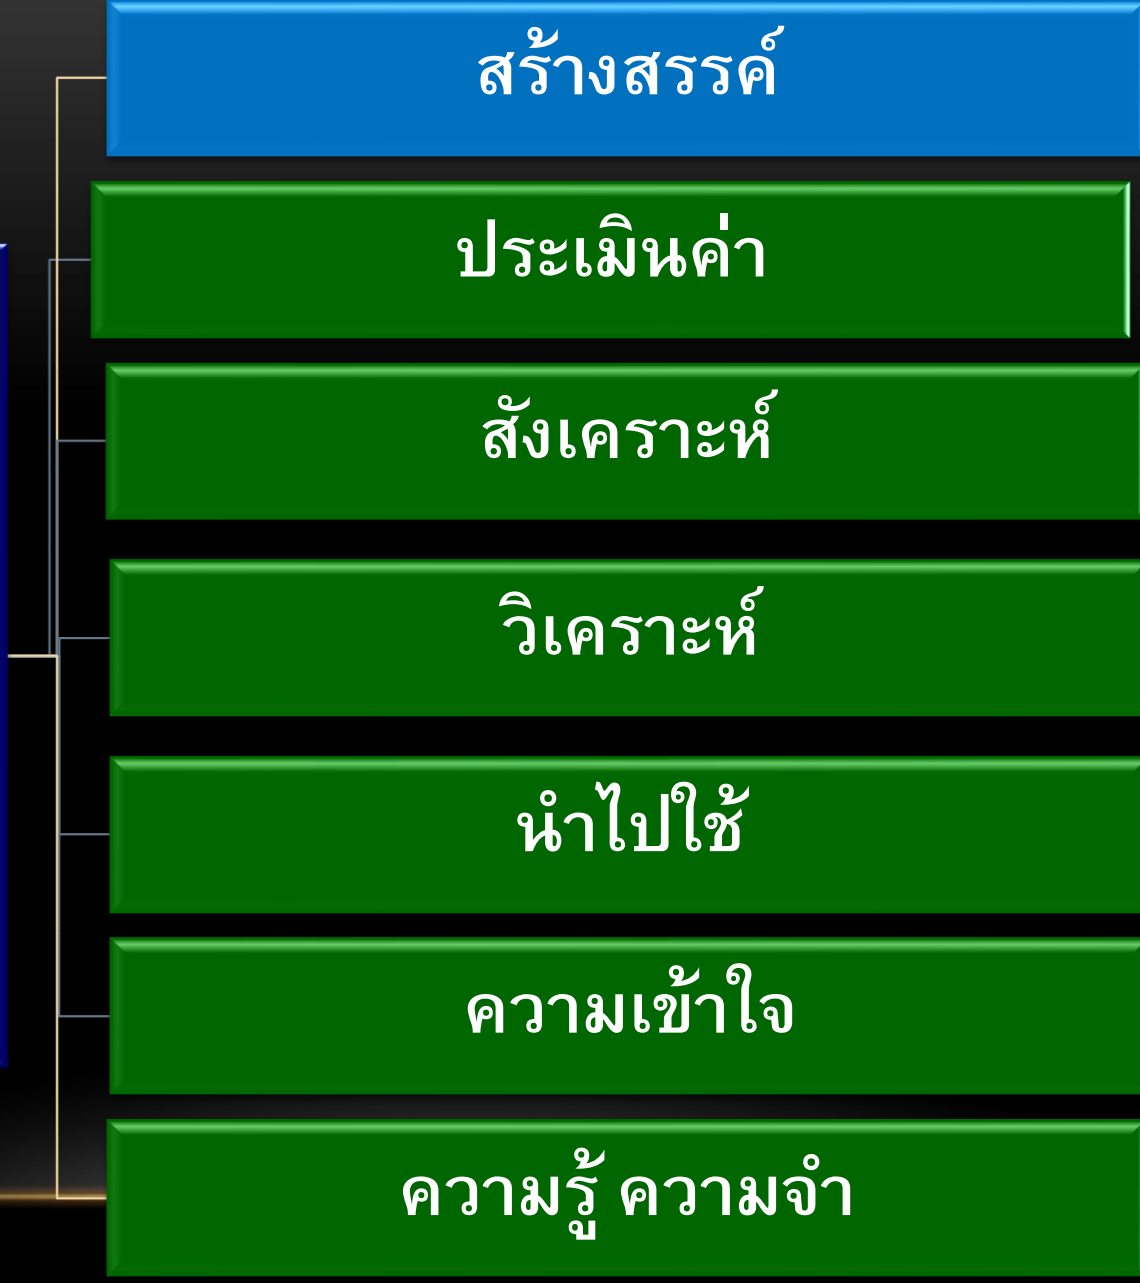 สร้างสรรค์
ประเมินค่า
สังเคราะห์
วิเคราะห์
นำไปใช้
ความเข้าใจ
ความรู้ ความจำ